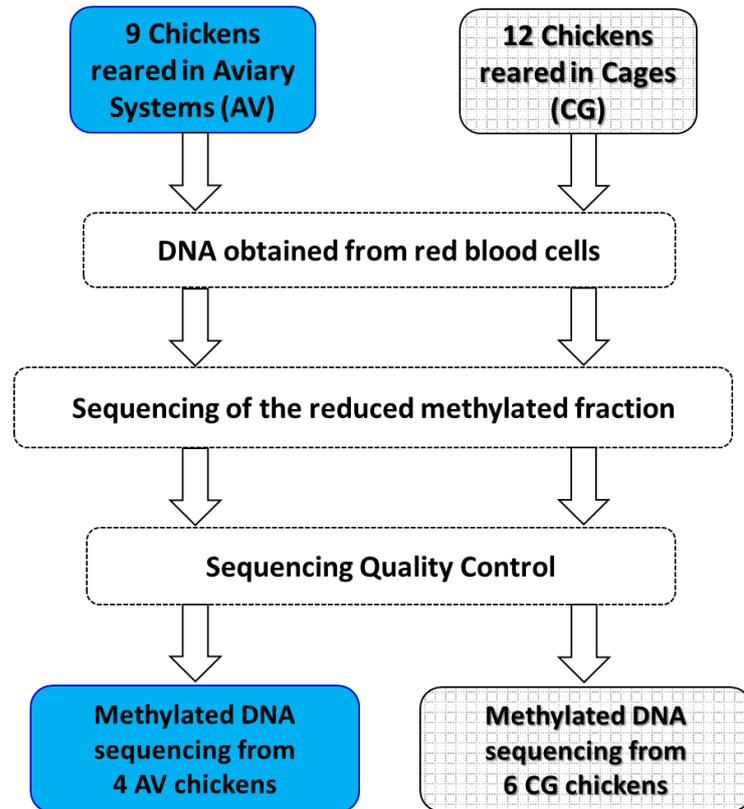 9 Chickens
reared in Aviary
Systems (AV)
12 Chickens
reared in Cages
(CG)
DNA obtained from red blood cells
Sequencing of the reduced methylated fraction
Sequencing Quality Control
Methylated DNA
sequencing from
4 AV chickens
Methylated DNA
sequencing from
6 CG chickens